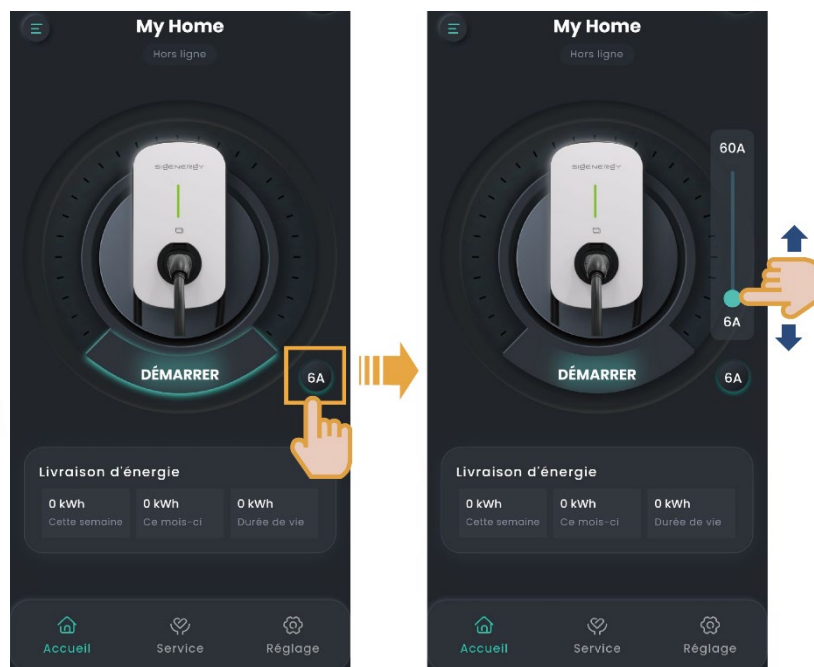 My Home
Hors ligne
SIGENERGY
DÉMARRER
6A
Livraison d'énergie
0 kWh 0 kWh 0 kWh
Cette semaine Ce mois-ci Durée de vie
Accueil Service Réglage
My Home
Hors ligne
60A
SIGENERGY
6A
DÉMARRER
6A
Livraison d'énergie
0 kWh 0 kWh 0 kWh
Cette semaine Ce mois-ci Durée de vie
Accueil Service Réglage